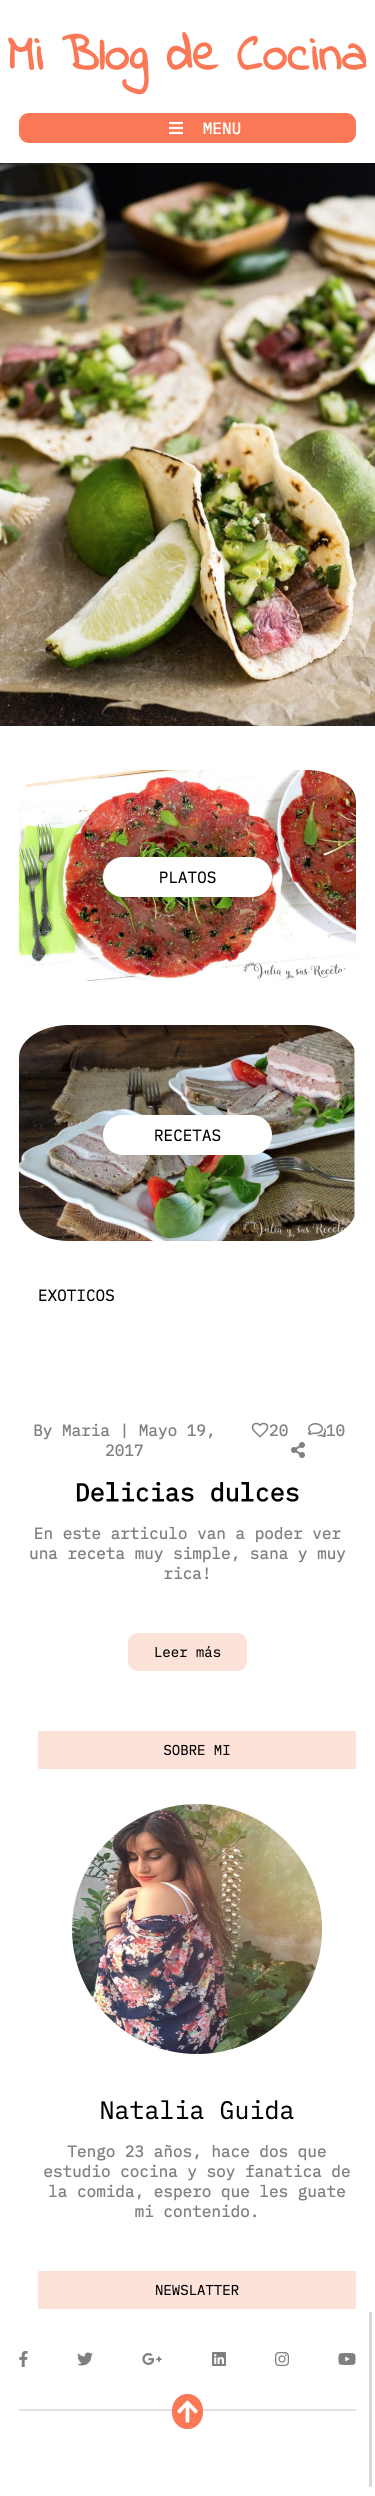 Mi Blog de Cocina
MENU
PLATOS
Julia y sus Receta
RECETAS
Julia y sus Receta
EXOTICOS
By Maria | Mayo 19,
2017
20 10
Delicias dulces
En este articulo van a poder ver
una receta muy simple, sana y muy
rica!
Leer más
SOBRE MI
Natalia Guida
Tengo 23 años, hace dos que
estudio cocina y soy fanatica de
la comida, espero que les guate
mi contenido.
NEWSLATTER